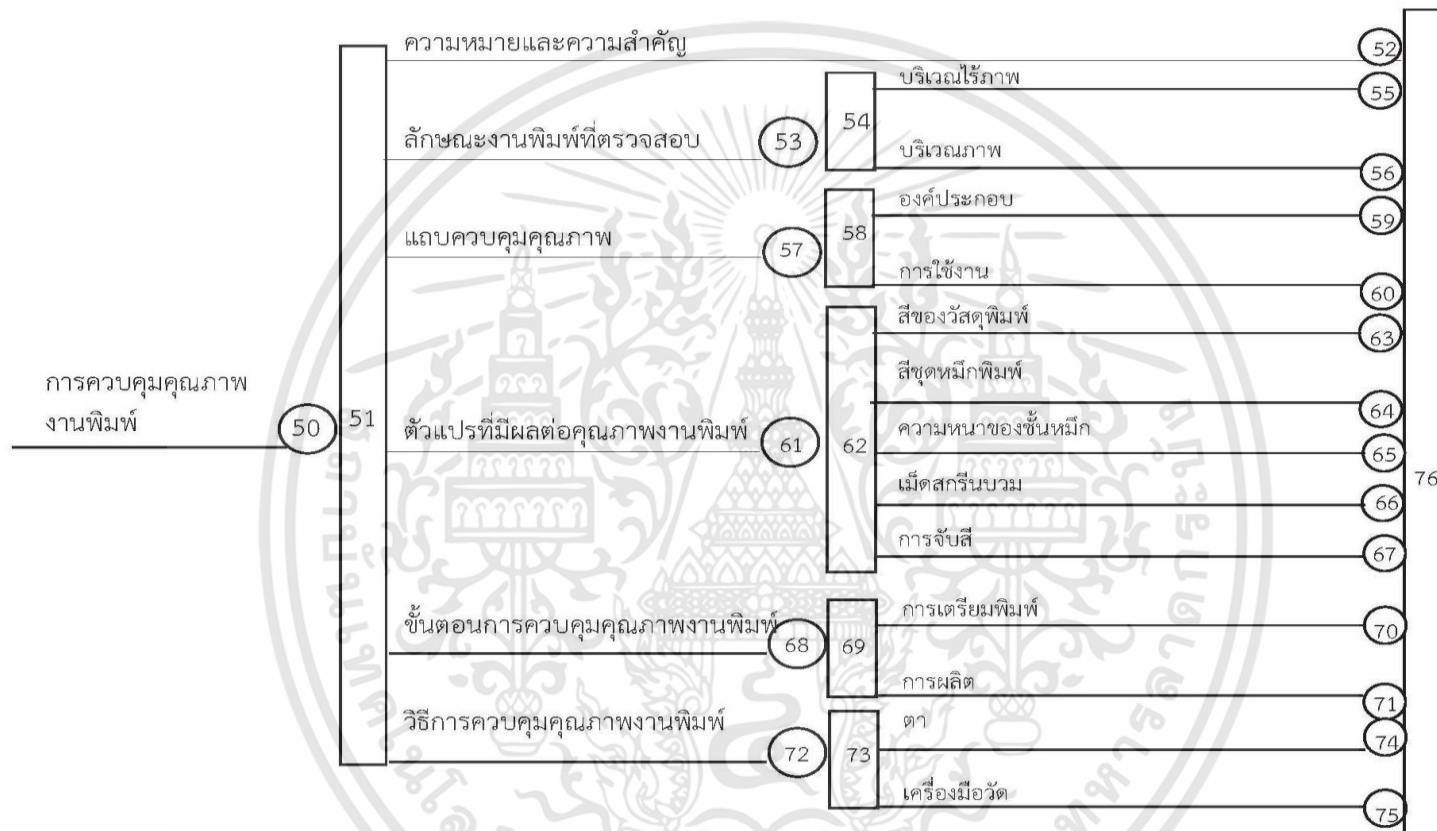 ความหมายและความสำคัญ
52
บริเวณไร้ภาพ
55
ลักษณะงานพิมพ์ที่ตรวจสอบ
53
54
บริเวณภาพ
56
องค์ประกอบ
59
แถบควบคุมคุณภาพ
57
58
การใช้งาน
60
สีของวัสดุพิมพ์
63
การควบคุมคุณภาพ
งานพิมพ์
50
51
สีชุดหมึกพิมพ์
64
ตัวแปรที่มีผลต่อคุณภาพงานพิมพ์
61
62
ความหนาของชั้นหมึก
65
เม็ดสกรีนบวม
66
76
การจับสี
67
ขั้นตอนการควบคุมคุณภาพงานพิมพ์
68
69
การเตรียมพิมพ์
70
การผลิต
71
วิธีการควบคุมคุณภาพงานพิมพ์
72
73
ตา
74
เครื่องมือวัด
75